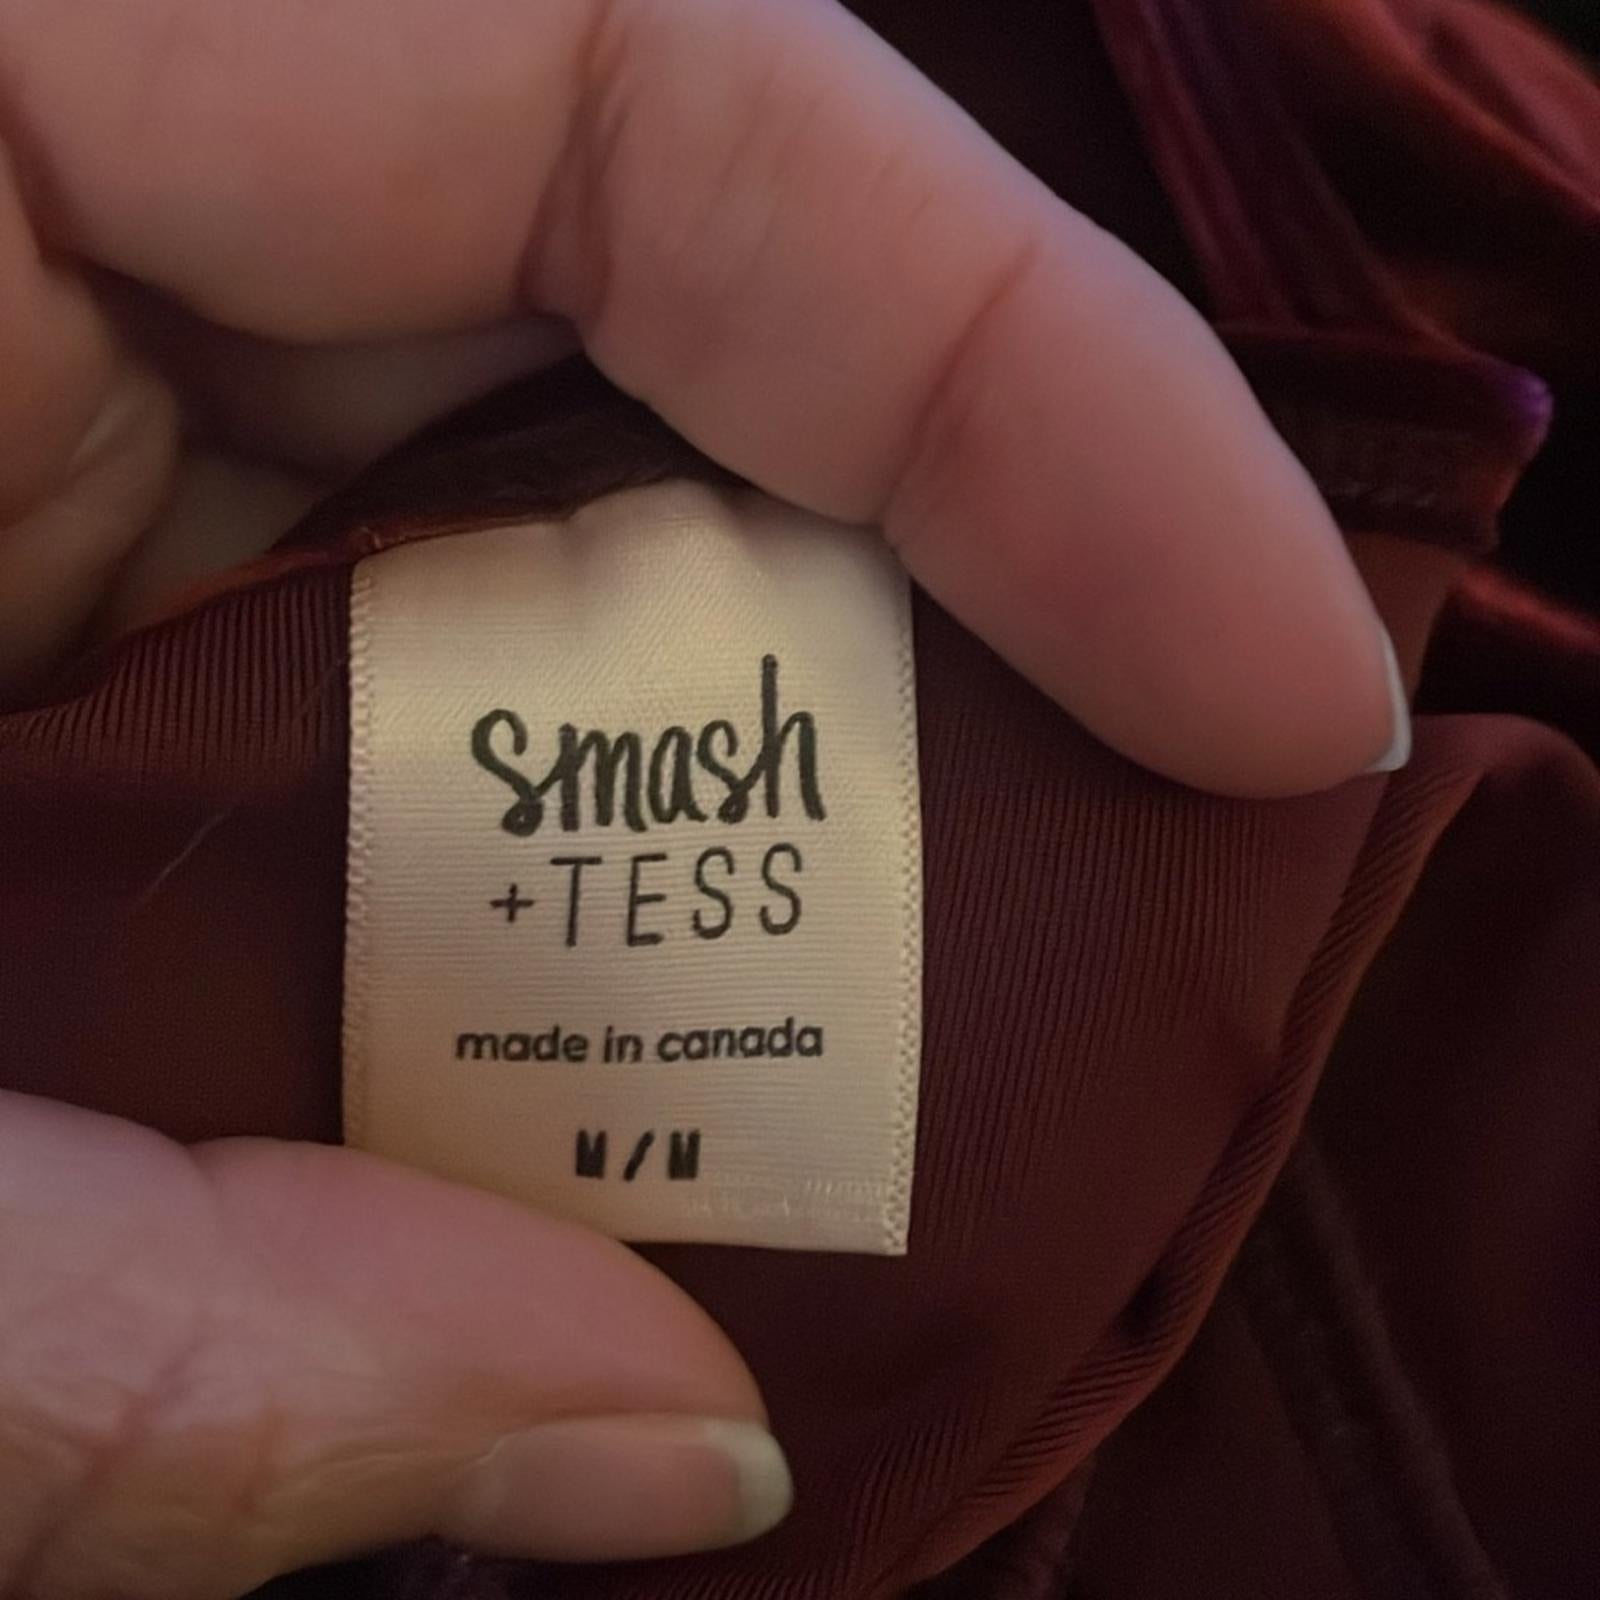 smash
+TESS
made in canada
M/M